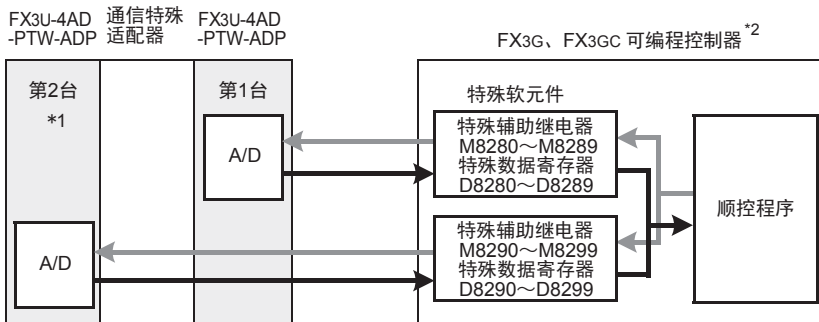 FX3U-4AD
-PTW-ADP
通信特殊
适配器
FX3U-4AD
-PTW-ADP
FX3G、FX3GC 可编程控制器*2
第2台
*1
第1台
特殊软元件
A/D
特殊辅助继电器
M8280～M8289
特殊数据寄存器
D8280～D8289
顺控程序
A/D
特殊辅助继电器
M8290～M8299
特殊数据寄存器
D8290～D8299